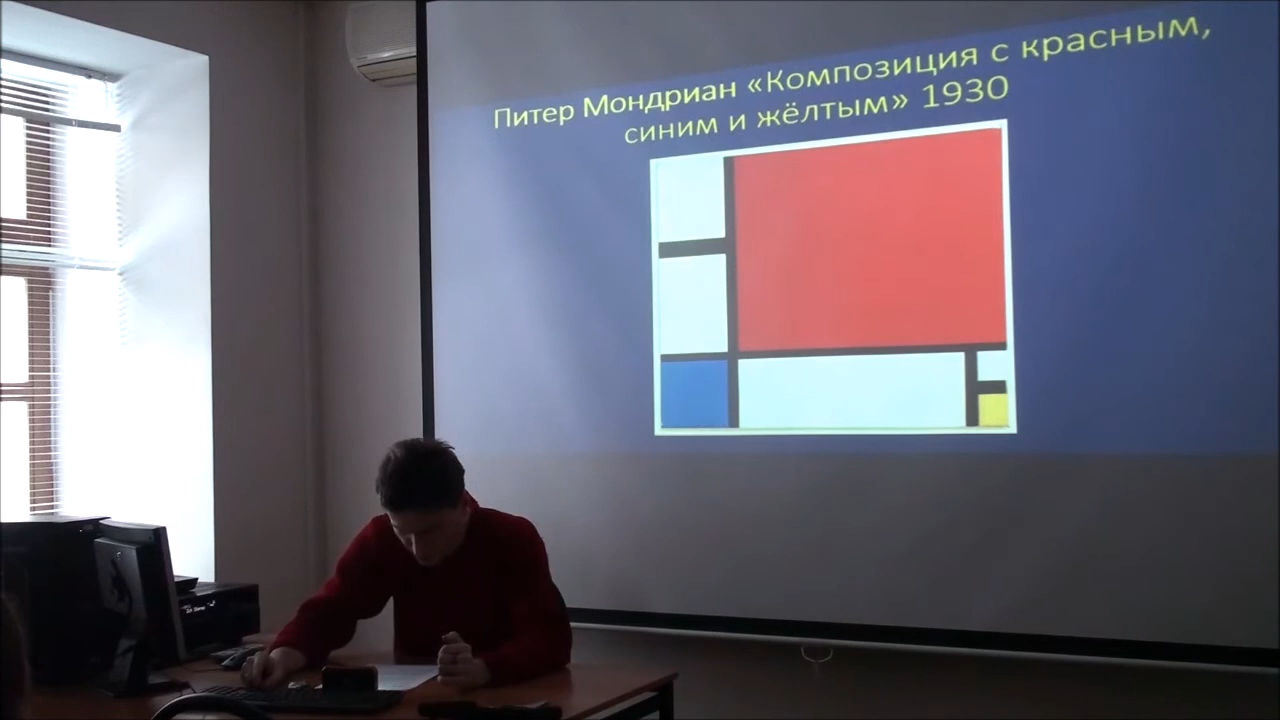 Питер Мондриан «Композиция с красным,
синим и жёлтым» 1930